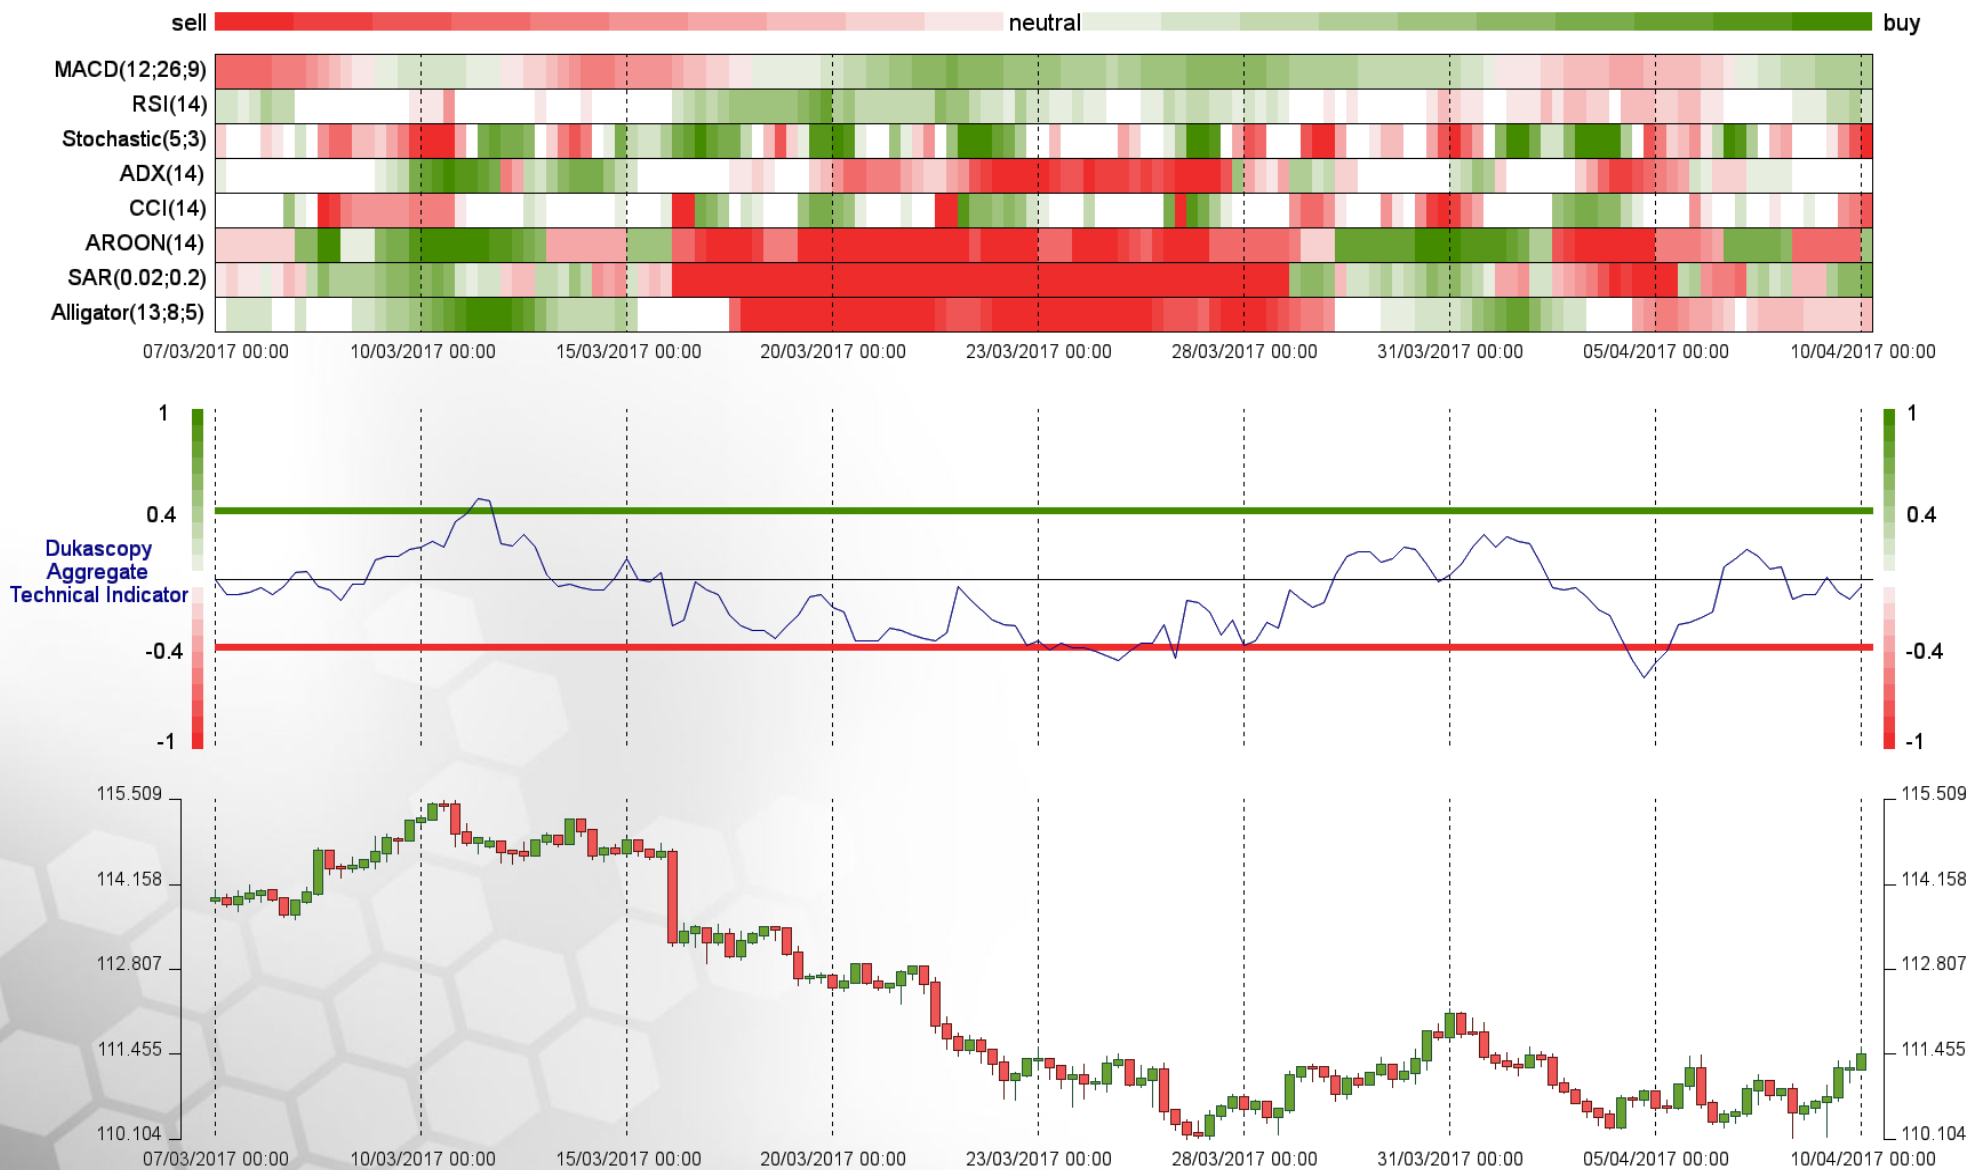 sell neutral buy
MACD(12;26;9)
RSI(14)
Stochastic(5;3)
ADX(14)
CCI(14)
AROON(14)
SAR(0.02;0.2)
Alligator(13;8;5)
07/03/2017 00:00 10/03/2017 00:00 15/03/2017 00:00 20/03/2017 00:00 23/03/2017 00:00 28/03/2017 00:00 31/03/2017 00:00 05/04/2017 00:00 10/04/2017 00:00
1 1
0.4 0.4
Dukascopy
Aggregate
Technical Indicator
-0.4 -0.4
-1 -1
115.509 115.509
114.158 114.158
112.807 112.807
111.455 111.455
110.104 110.104
07/03/2017 00:00 10/03/2017 00:00 15/03/2017 00:00 20/03/2017 00:00 23/03/2017 00:00 28/03/2017 00:00 31/03/2017 00:00 05/04/2017 00:00 10/04/2017 00:00